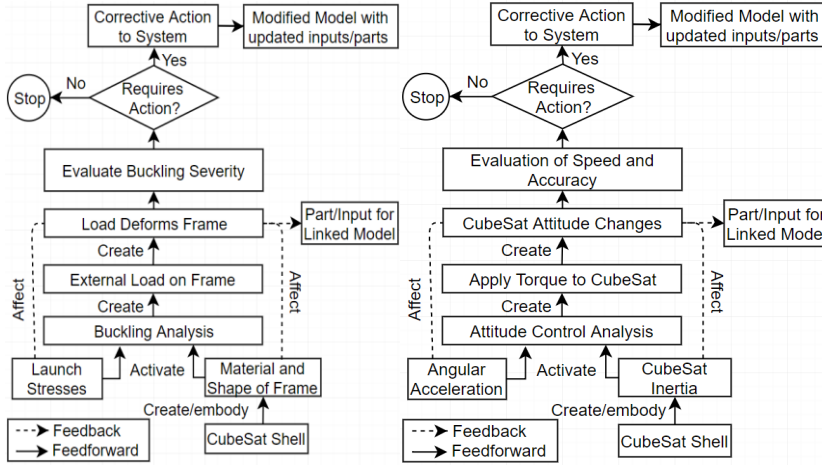 Corrective Action
to System
Modified Model with
updated inputs/parts
Yes
No
Requires
Action?
Stop
Evaluate Buckling Severity
Load Deforms Frame
Part/Input for
Linked Model
Create
External Load on Frame
Affect
Affect
Create
Buckling Analysis
Launch
Stresses
Activate
Material and
Shape of Frame
Create/embody
Feedback
Feedforward
CubeSat Shell
Corrective Action
to System
Modified Model with
updated inputs/parts
Yes
No
Requires
Action?
Stop
Evaluation of Speed and
Accuracy
CubeSat Attitude Changes
Part/Input for
Linked Model
Create
Apply Torque to CubeSat
Affect
Affect
Create
Attitude Control Analysis
Angular
Acceleration
Activate
CubeSat
Inertia
Create/embody
Feedback
Feedforward
CubeSat Shell